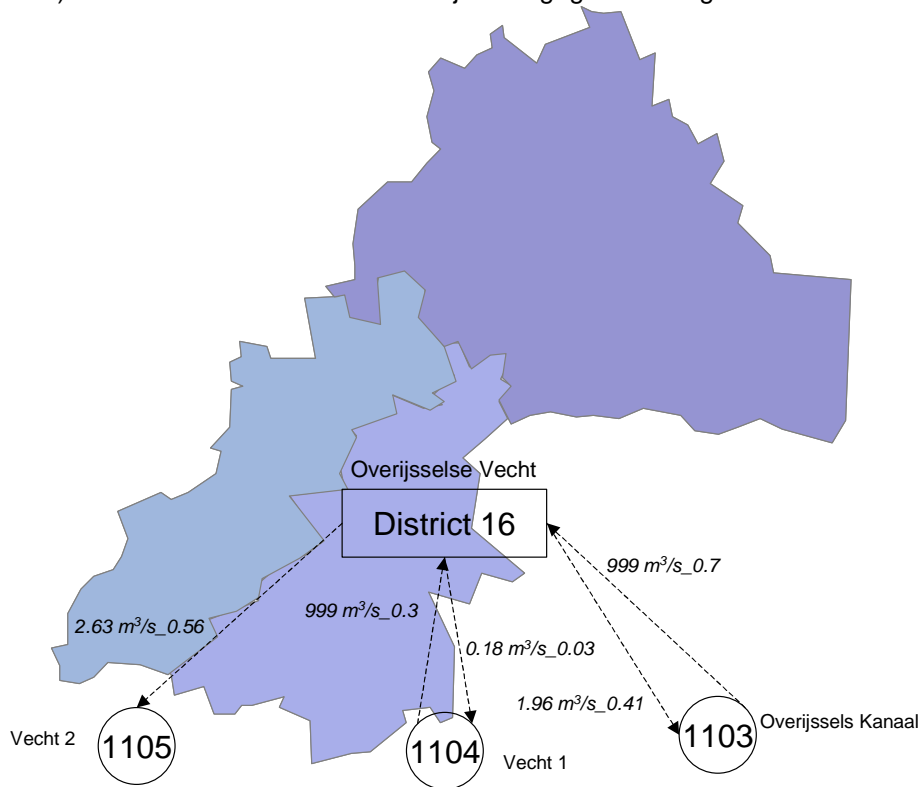 Overijsselse Vecht
District 16
999 m³/s_0.7
999 m³/s_0.3
2.63 m³/s_0.56
0.18 m³/s_0.03
1.96 m³/s_0.41
Vecht 2
1105
1104
Vecht 1
1103
Overijssels Kanaal